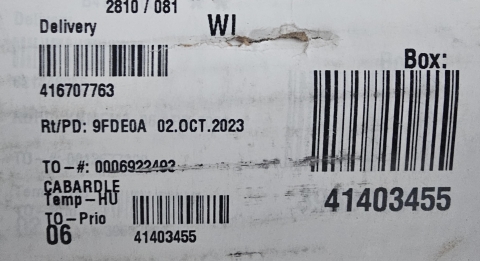 2810 / 081
Delivery
WI
Box:
416707763
Rt/PD: 9FDE0A 02.OCT.2023
TO-#: 0006922493
CABARDLE
Temp-HU
41403455
TO-Prio
06
41403455